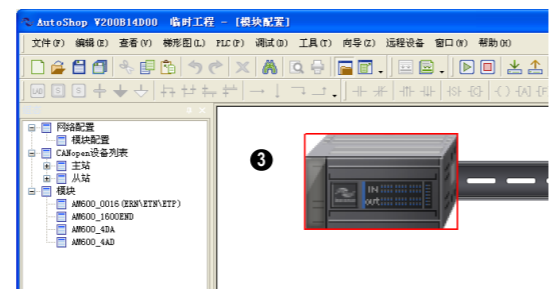 AutoShop V200B14D00 临时工程 - [模块配置]
文件(F) 编辑(E) 查看(V) 梯形图(L) PLC(P) 调试(D) 工具(T) 向导(Z) 远程设备 窗口(W) 帮助(H)
LAD S S
网络配置
模块配置
CANopen设备列表
主站
从站
模块
AM600_0016(ERN\ETN\ETP)
AM600_1600END
AM600_4DA
AM600_4AD
3
IN
out